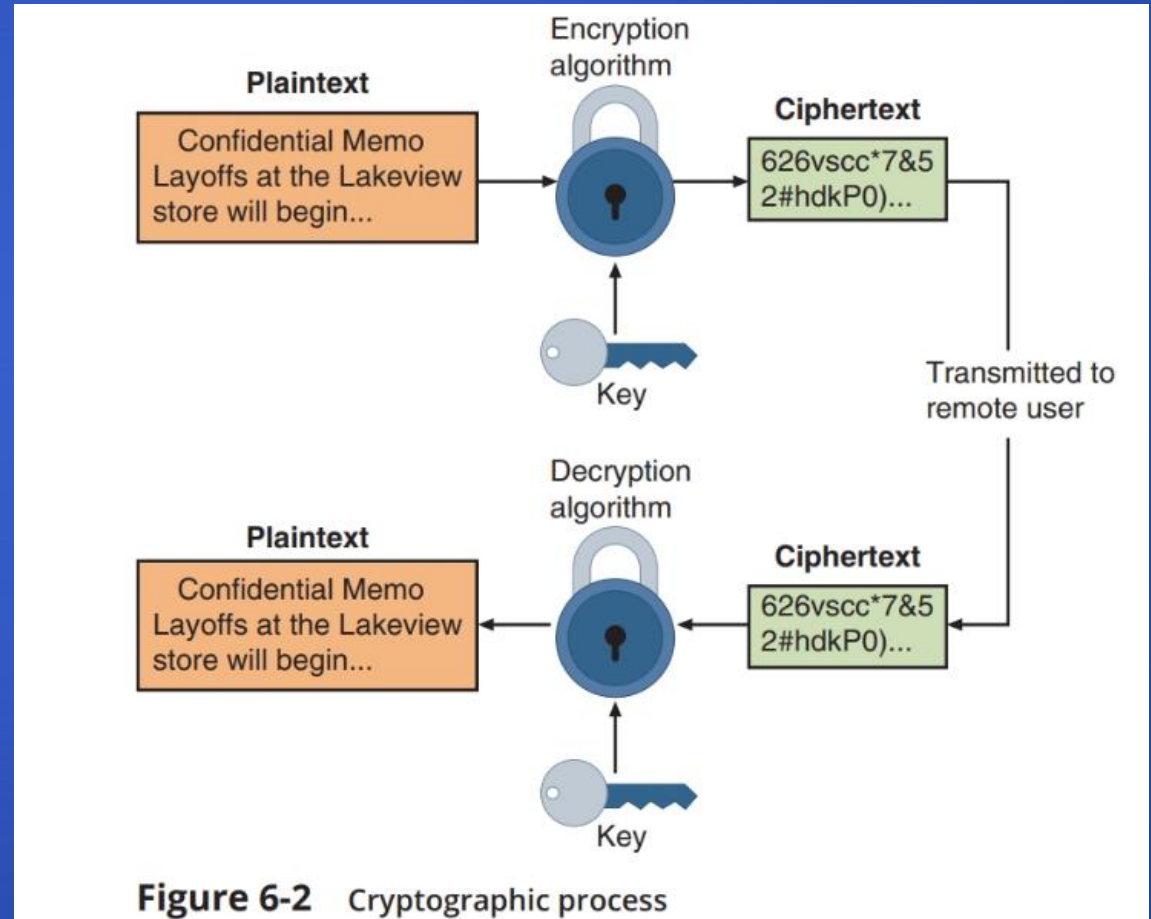 Encryption
algorithm
Plaintext
Confidential Memo
Layoffs at the Lakeview
store will begin...
Ciphertext
626vscc*7&5
2#hdkP0)...
Key
Transmitted to
remote user
Decryption
algorithm
Plaintext
Confidential Memo
Layoffs at the Lakeview
store will begin...
Ciphertext
626vscc*7&5
2#hdkP0)...
Key
Figure 6-2 Cryptographic process